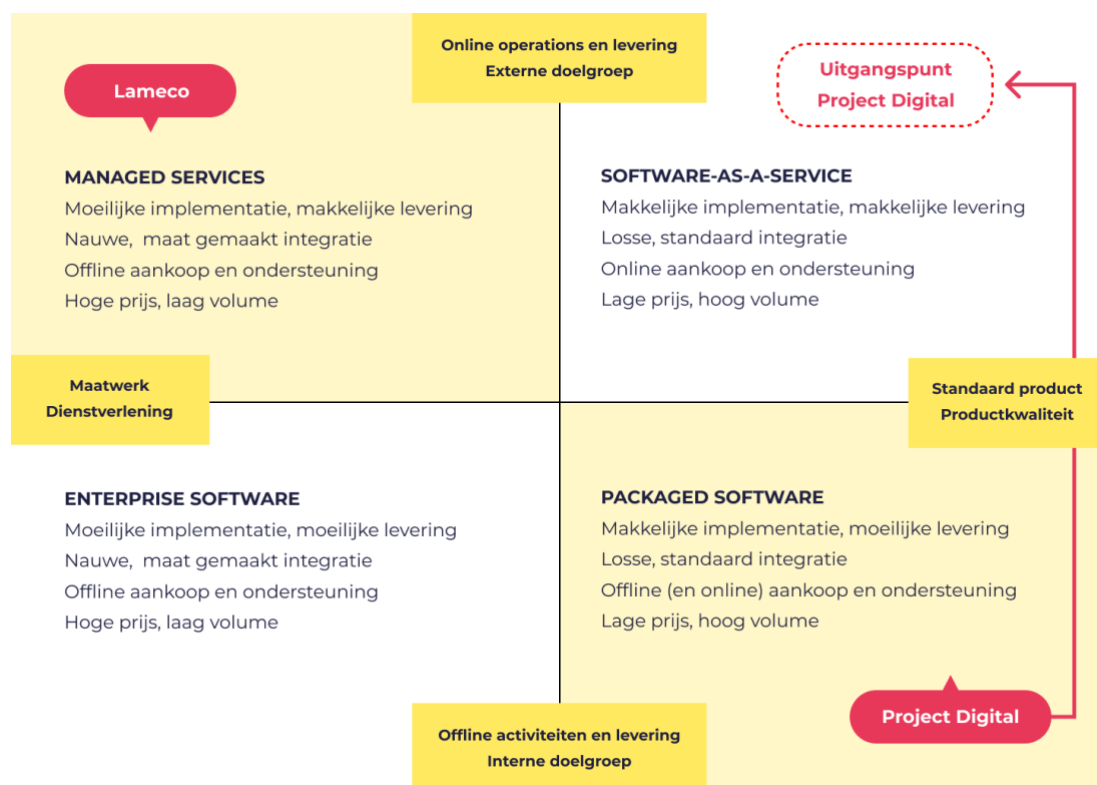 Online operations en levering
Externe doelgroep
Lameco
Uitgangspunt
Project Digital
MANAGED SERVICES
Moeilijke implementatie, makkelijke levering
Nauwe, maat gemaakt integratie
Offline aankoop en ondersteuning
Hoge prijs, laag volume
SOFTWARE-AS-A-SERVICE
Makkelijke implementatie, makkelijke levering
Losse, standaard integratie
Online aankoop en ondersteuning
Lage prijs, hoog volume
Maatwerk
Dienstverlening
Standaard product
Productkwaliteit
ENTERPRISE SOFTWARE
Moeilijke implementatie, moeilijke levering
Nauwe, maat gemaakt integratie
Offline aankoop en ondersteuning
Hoge prijs, laag volume
PACKAGED SOFTWARE
Makkelijke implementatie, moeilijke levering
Losse, standaard integratie
Offline (en online) aankoop en ondersteuning
Lage prijs, hoog volume
Project Digital
Offline activiteiten en levering
Interne doelgroep